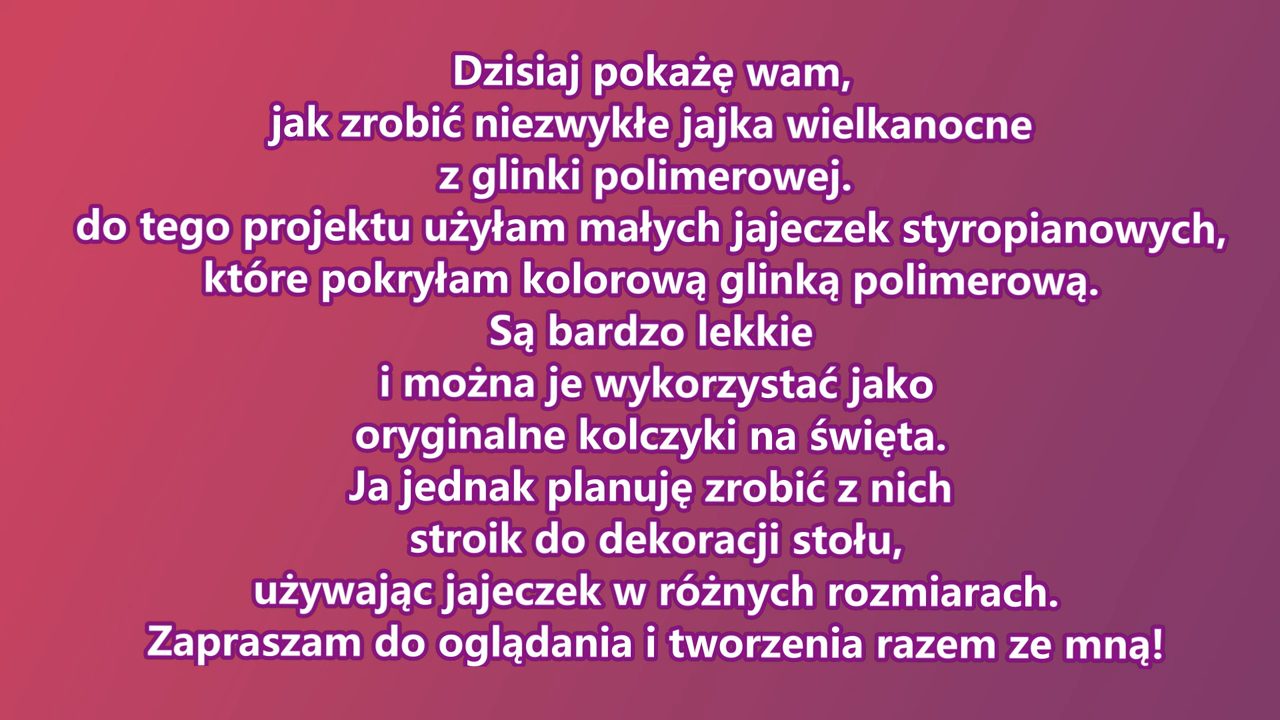 Dzisiaj pokażę wam,
jak zrobić niezwykłe jajka wielkanocne
z glinki polimerowej.
do tego projektu użyłam małych jajeczek styropianowych,
które pokryłam kolorową glinką polimerową.
Są bardzo lekkie
i można je wykorzystać jako
oryginalne kolczyki na święta.
Ja jednak planuję zrobić z nich
stroik do dekoracji stołu,
używając jajeczek w różnych rozmiarach.
Zapraszam do oglądania i tworzenia razem ze mną!